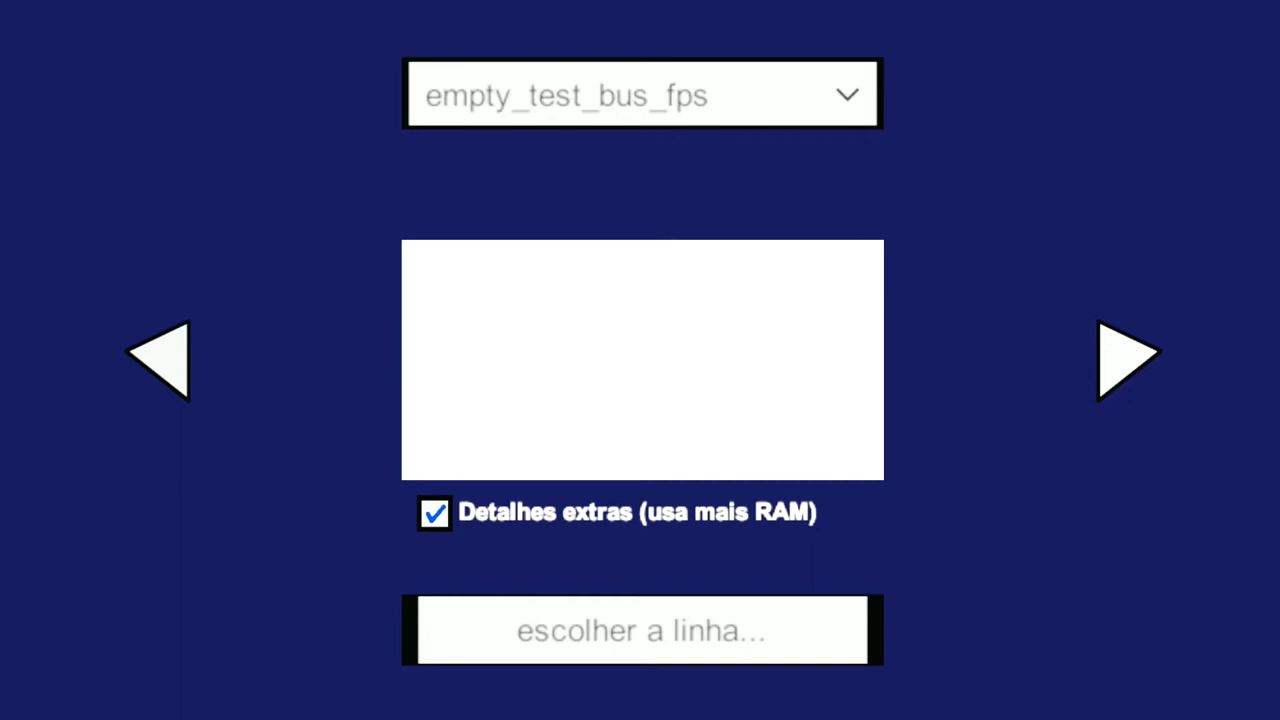 empty_test_bus_fps
Detalhes extras (usa mais RAM)
escolher a linha...